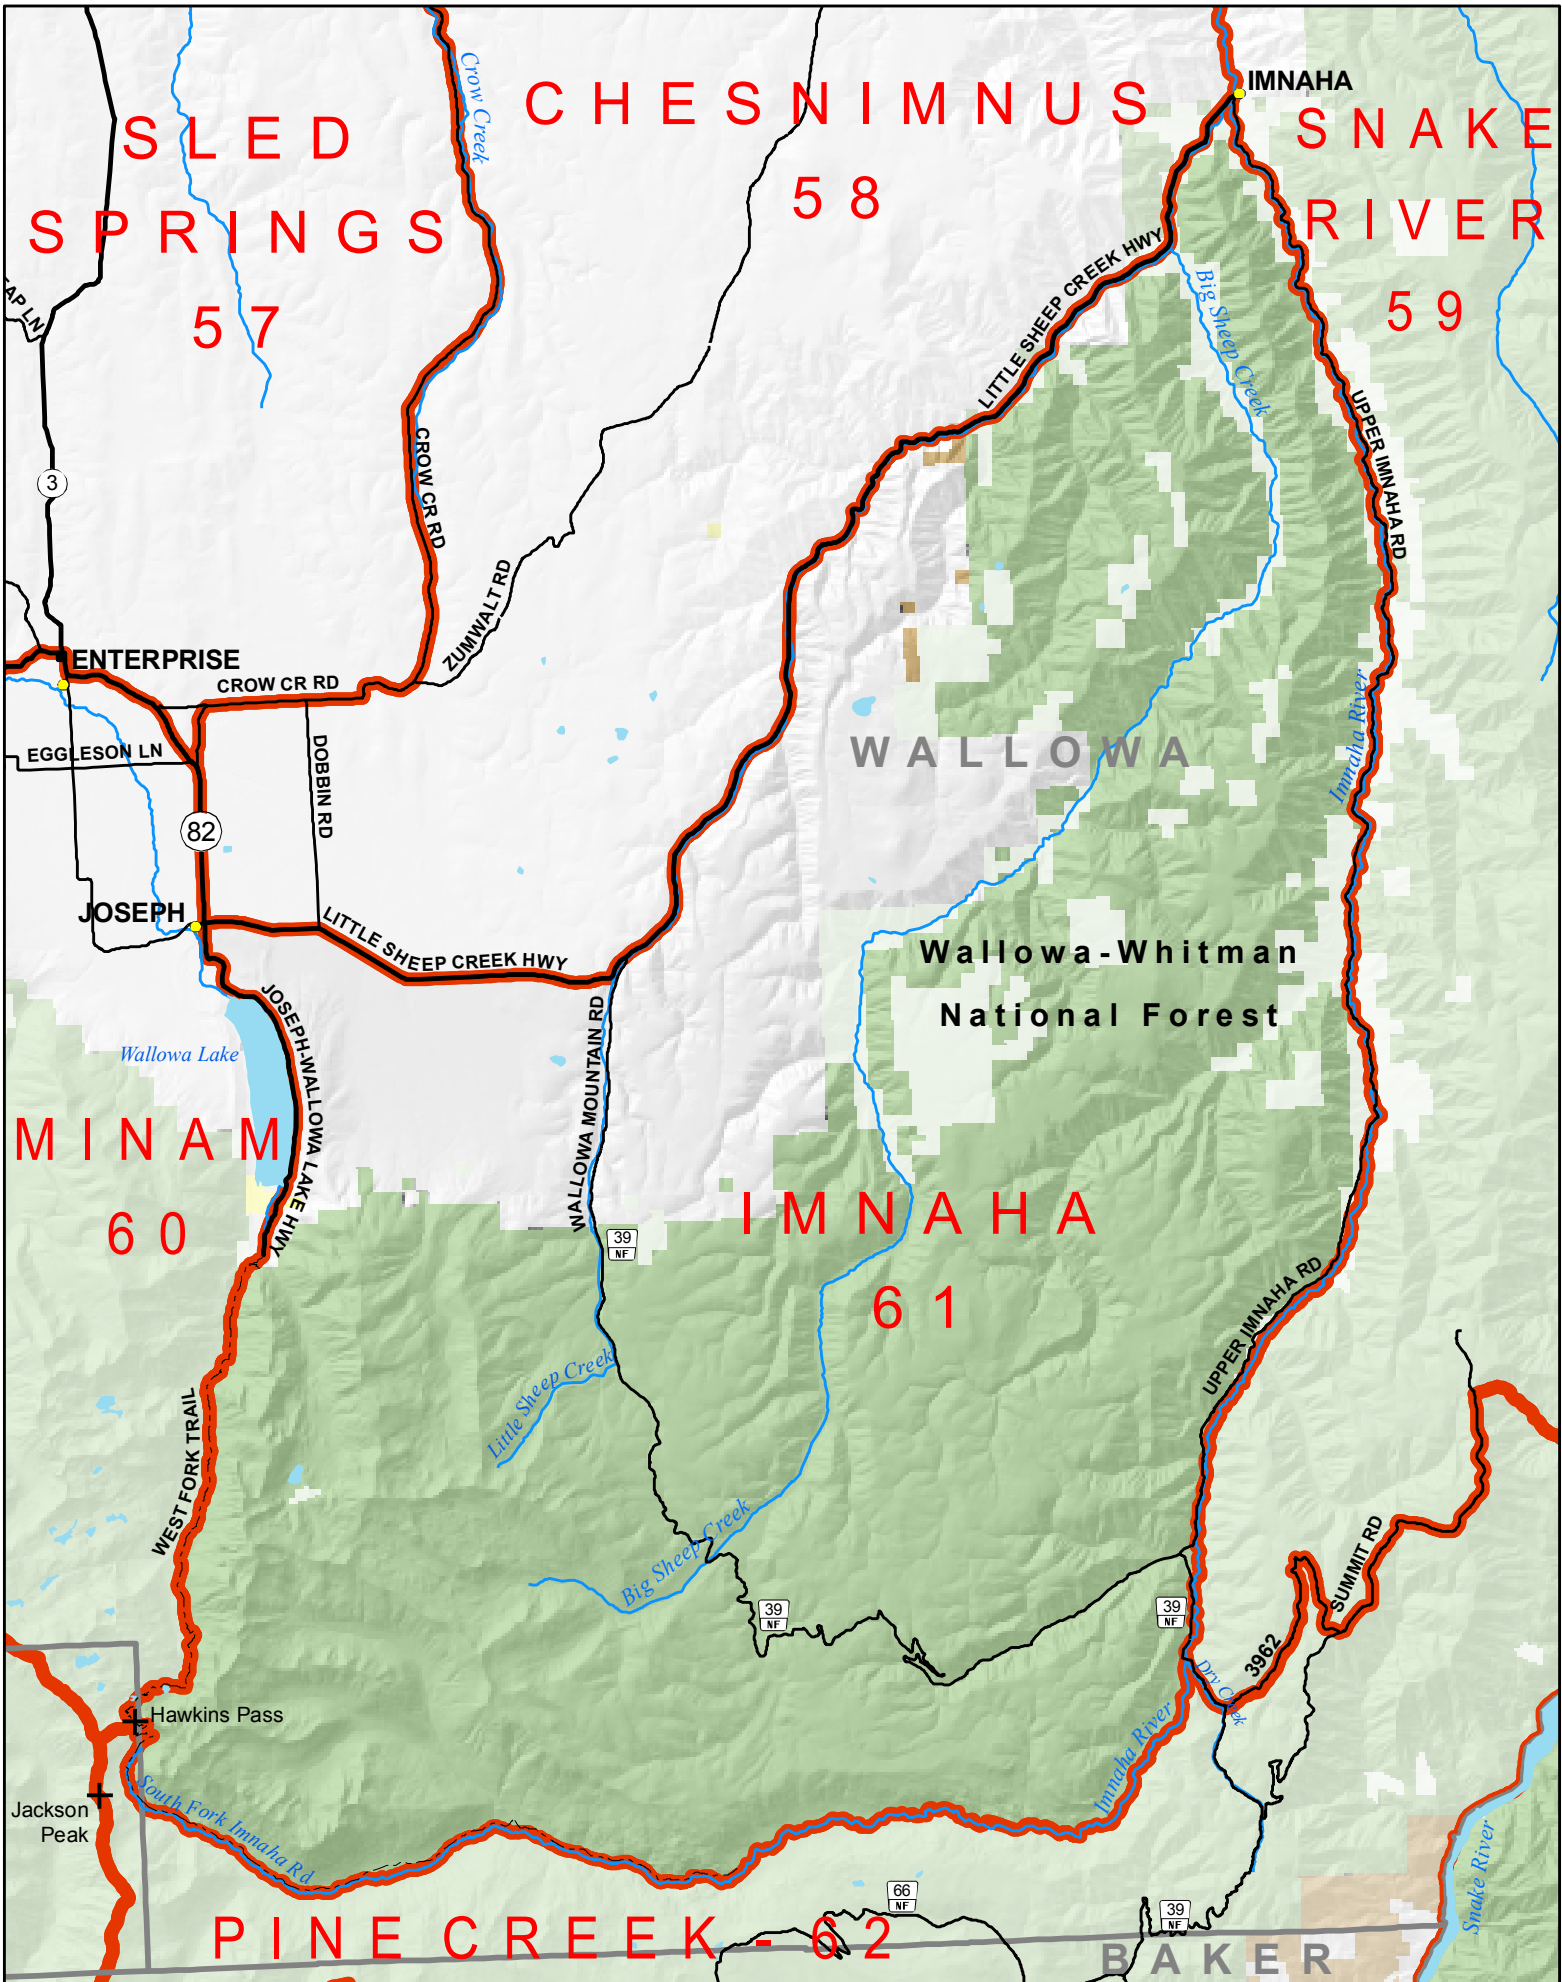 IMNAHA
Crow Creek
CHESNIMNUS
58
SLED
SPRINGS
57
SNAKE
RIVER
59
LITTLE SHEEP CREEK HWY
Big Sheep Creek
UPPER IMNAHA RD
3
CROW CR RD
ZUMWALT RD
ENTERPRISE
CROW CR RD
EGGLESON LN
DOBBIN RD
82
WALLOWA
Imnaha River
JOSEPH
LITTLE SHEEP CREEK HWY
Wallowa-Whitman
National Forest
JOSEPH-WALLOWA LAKE HWY
Wallowa Lake
WALLOWA MOUNTAIN RD
MINAM
60
IMNAHA
61
39
NF
UPPER IMNAHA RD
Little Sheep Creek
WEST FORK TRAIL
Big Sheep Creek
39
NF
39
NF
SUMMIT RD
3962
Dry Creek
Hawkins Pass
Imnaha River
South Fork Imnaha Rd
Jackson
Peak
Snake River
66
NF
39
NF
PINE CREEK - 62
BAKER